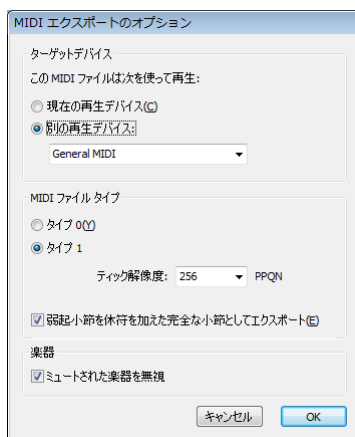 MIDI エクスポートのオプション
ターゲットデバイス
この MIDI ファイルは次を使って再生:
現在の再生デバイス(C)
別の再生デバイス:
General MIDI
MIDI ファイル タイプ
タイプ 0(Y)
タイプ 1
ティック解像度: 256 PPQN
弱起小節を休符を加えた完全な小節としてエクスポート(E)
楽器
ミュートされた楽器を無視
キャンセル OK